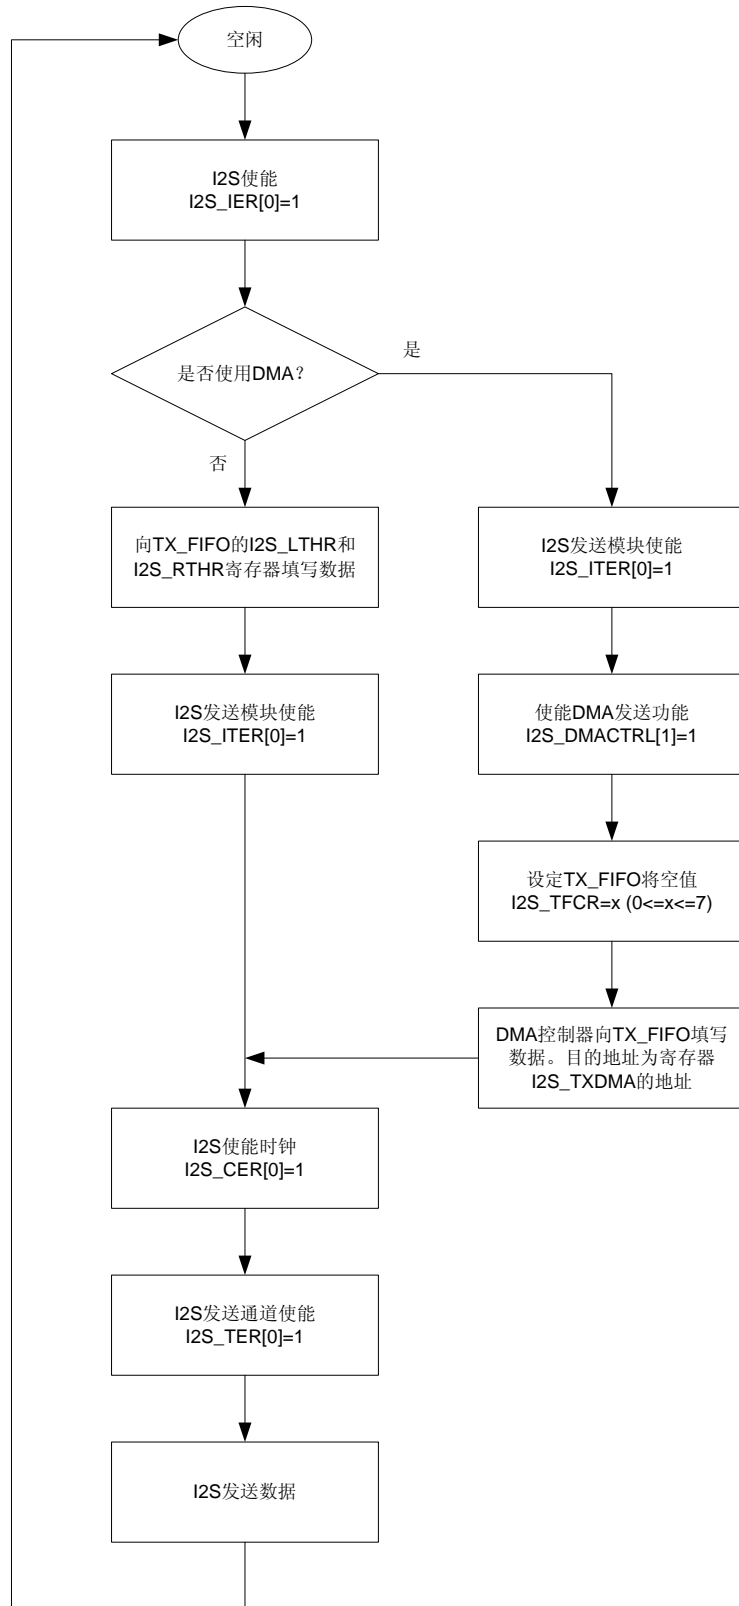 空闲
I2S使能
I2S_IER[0]=1
是否使用DMA？
是
否
向TX_FIFO的I2S_LTHR和
I2S_RTHR寄存器填写数据
I2S发送模块使能
I2S_ITER[0]=1
I2S发送模块使能
I2S_ITER[0]=1
使能DMA发送功能
I2S_DMACTRL[1]=1
设定TX_FIFO将空值
I2S_TFCR=x (0<=x<=7)
DMA控制器向TX_FIFO填写
数据。目的地址为寄存器
I2S_TXDMA的地址
I2S使能时钟
I2S_CER[0]=1
I2S发送通道使能
I2S_TER[0]=1
I2S发送数据